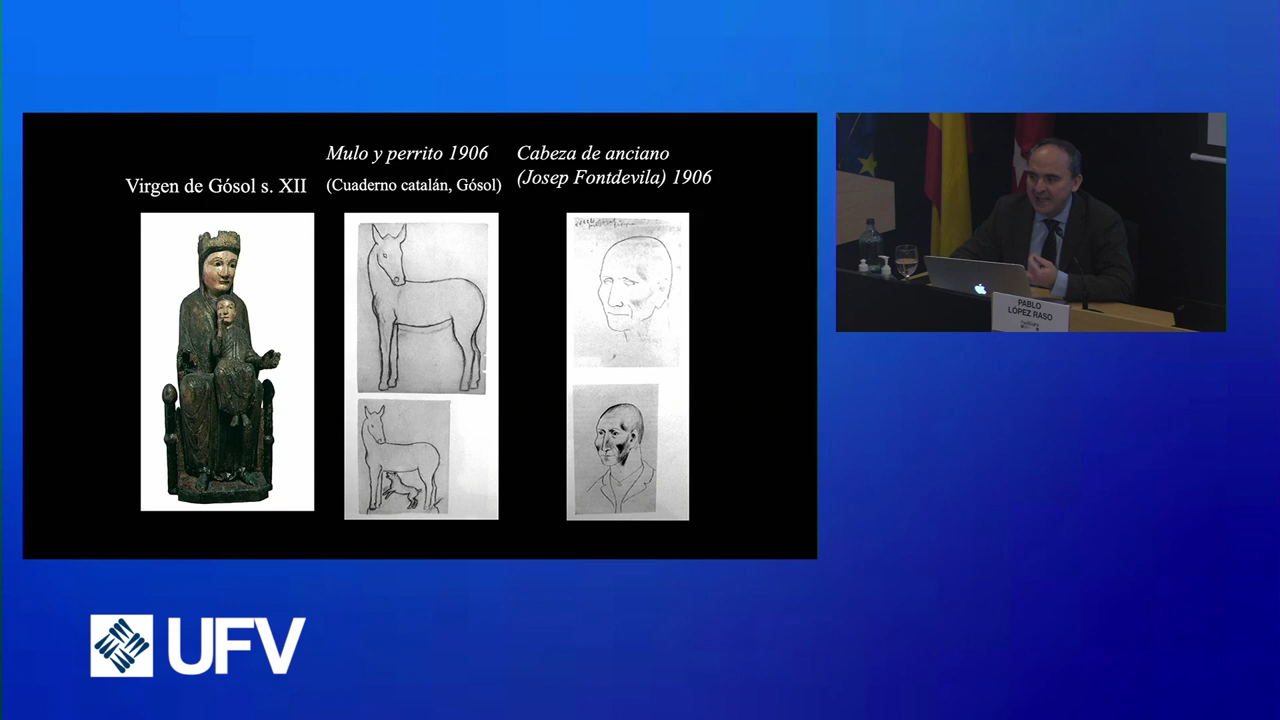 Mulo y perrito 1906
Cabeza de anciano
Virgen de Gósol s. XII
(Cuaderno catalán, Gósol)
(Josep Fontdevila) 1906
PABLO
LÓPEZ RASO
UFV